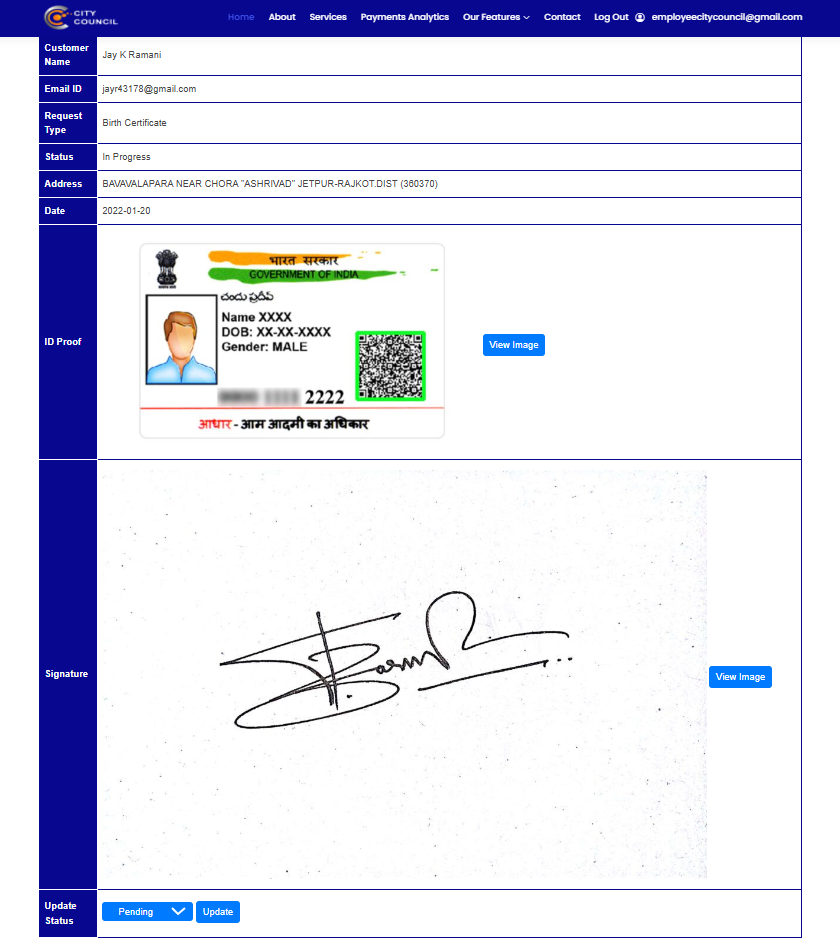 CITY
COUNCIL
Home About Services Payments Analytics Our Features Contact Log Out employeecitycouncil@gmail.com
Customer Name Jay K Ramani
Email ID jayr43178@gmail.com
Request Type Birth Certificate
Status In Progress
Address BAVAVALAPARA NEAR CHORA "ASHRIVAD" JETPUR-RAJKOT.DIST (360370)
Date 2022-01-20
ID Proof
भारत सरकार
GOVERNMENT OF INDIA
చందు ప్రదీప్
Name XXXX
DOB: XX-XX-XXXX
Gender: MALE
2222
आधार - आम आदमी का अधिकार
View Image
Signature
View Image
Update Status Pending Update